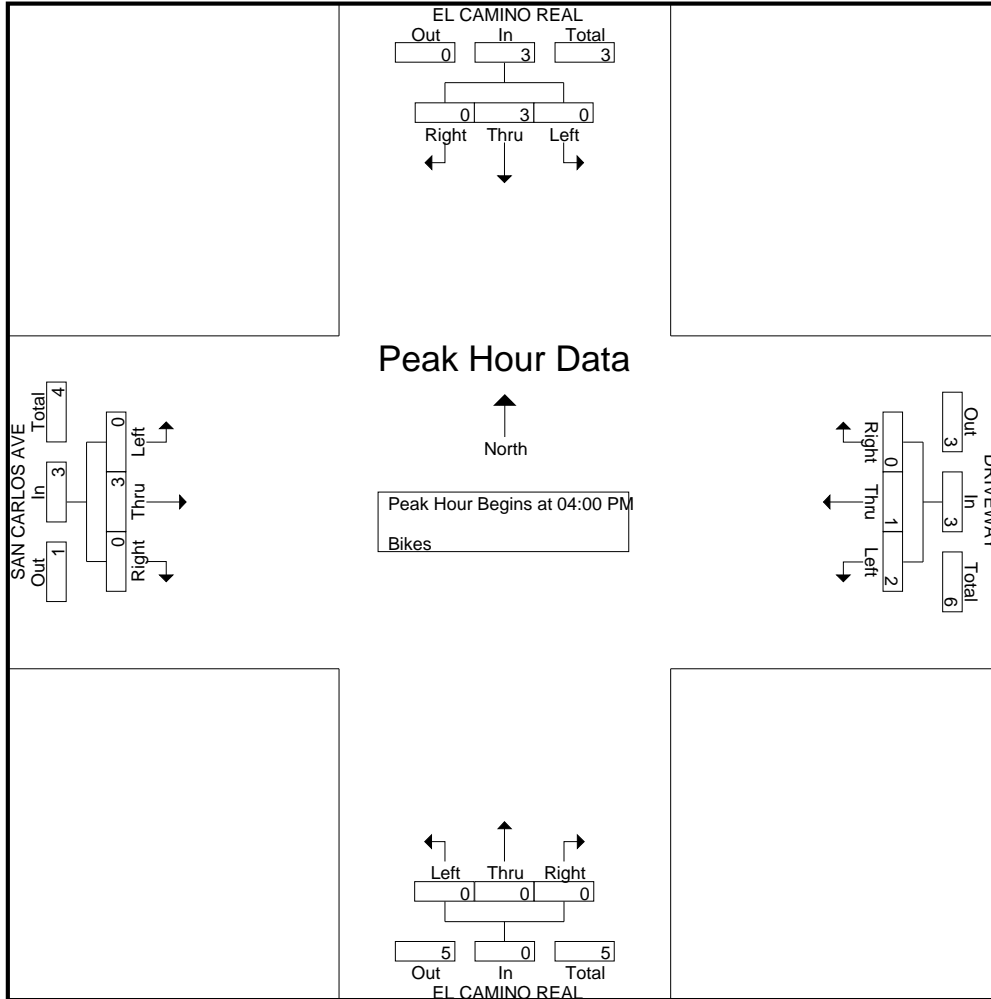 EL CAMINO REAL
Out In Total
0 3 3
0 3 0
Right Thru Left
Peak Hour Data
North
Peak Hour Begins at 04:00 PM
Bikes
SAN CARLOS AVE
Total In Out
4 3 1
0 3 0
Left Thru Right
DRIVEWAY
Out In Total
3 3 6
0 1 2
Right Thru Left
Left Thru Right
0 0 0
5 0 5
Out In Total
EL CAMINO REAL